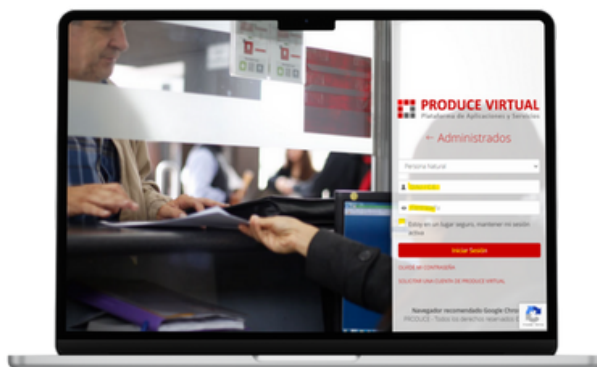 PRODUCE VIRTUAL
Plataforma de Aplicaciones y Servicios
← Administrados
Persona Natural
Estoy en un lugar seguro, mantener mi sesión
activa
Iniciar Sesión
OLVIDÉ MI CONTRASEÑA
SOLICITAR UNA CUENTA DE PRODUCE VIRTUAL
Navegador recomendado Google Chro
PRODUCE - Todos los derechos reservados